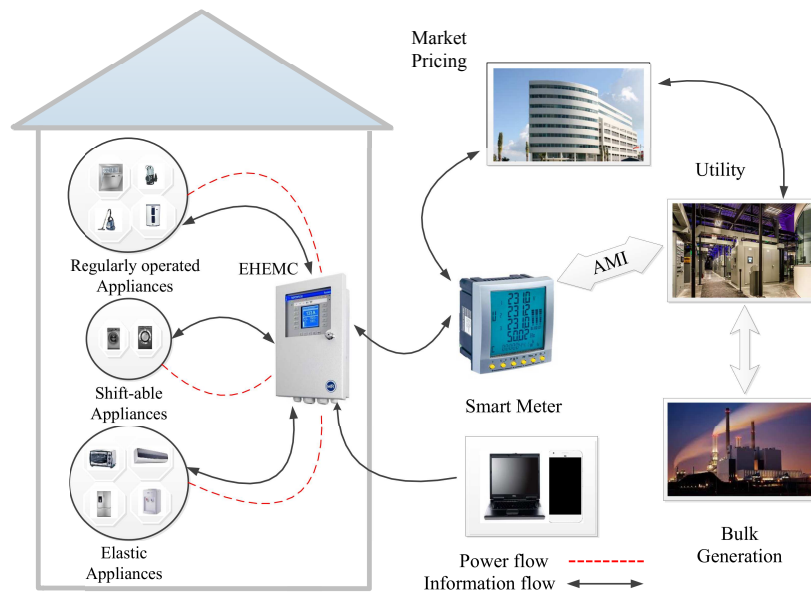 Market
Pricing
Utility
Regularly operated
Appliances
EHEMC
AMI
Shift-able
Appliances
Smart Meter
Elastic
Appliances
Bulk
Generation
Power flow
Information flow